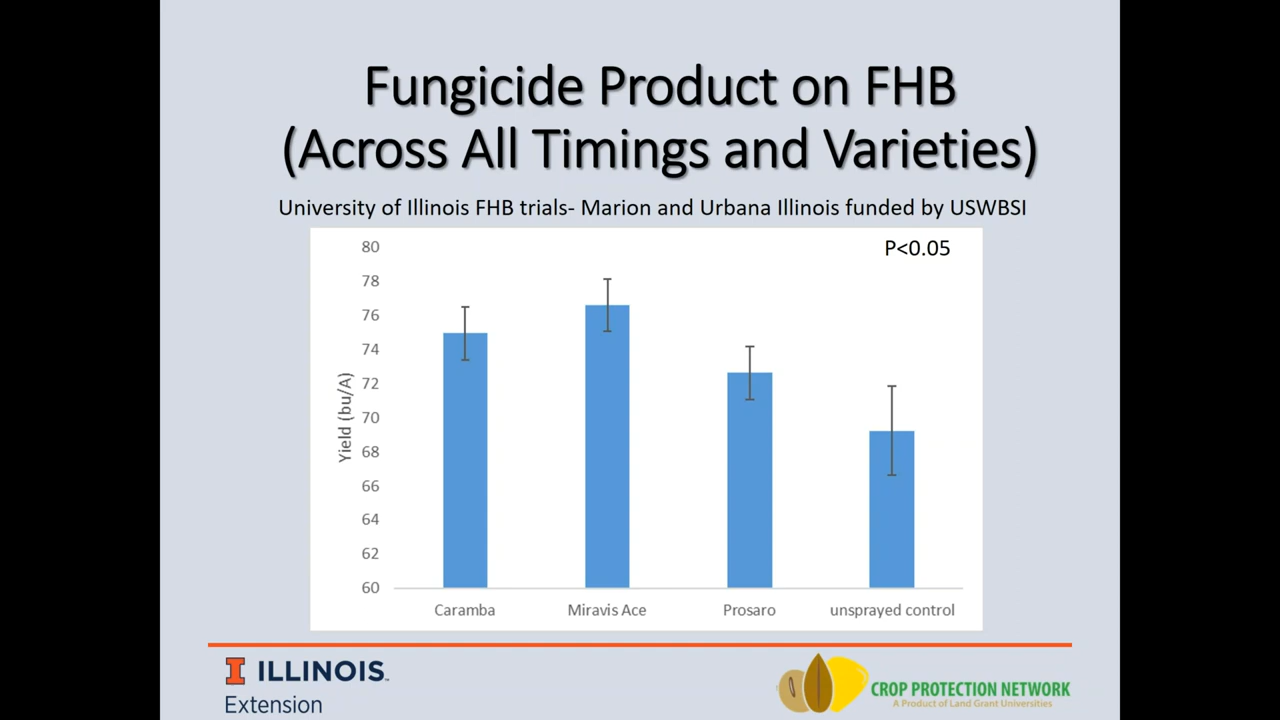 Fungicide Product on FHB
(Across All Timings and Varieties)
University of Illinois FHB trials- Marion and Urbana Illinois funded by USWBSI
P<0.05
Yield (bu/A)
80
78
76
74
72
70
68
66
64
62
60
Caramba
Miravis Ace
Prosaro
unsprayed control
I ILLINOIS
Extension
CROP PROTECTION NETWORK
A Product of Land Grant Universities